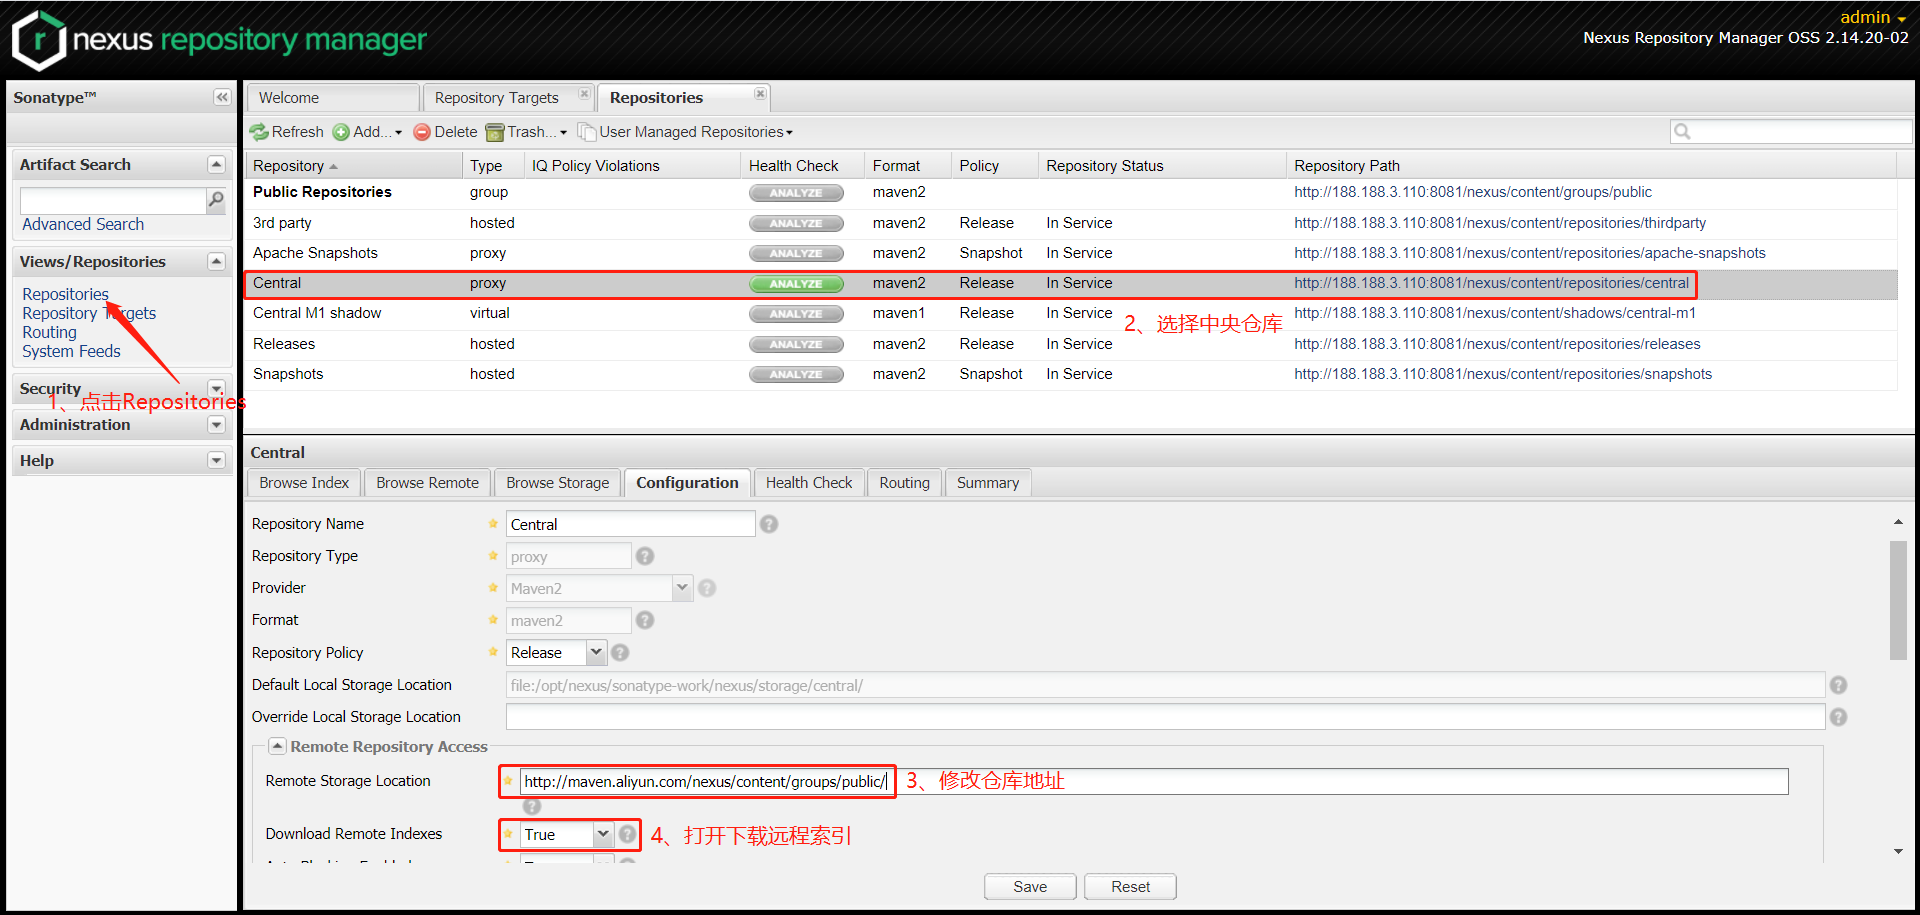 admin
nexus repository manager
Nexus Repository Manager OSS 2.14.20-02
Sonatype™
Welcome
Repository Targets
Repositories
Refresh Add... Delete Trash... User Managed Repositories
Artifact Search
Advanced Search
Views/Repositories
Repositories
Repository Targets
Routing
System Feeds
Security
1、点击Repositories
Administration
Help
Repository Type IQ Policy Violations Health Check Format Policy Repository Status Repository Path
Public Repositories group ANALYZE maven2 http://188.188.3.110:8081/nexus/content/groups/public
3rd party hosted ANALYZE maven2 Release In Service http://188.188.3.110:8081/nexus/content/repositories/thirdparty
Apache Snapshots proxy ANALYZE maven2 Snapshot In Service http://188.188.3.110:8081/nexus/content/repositories/apache-snapshots
Central proxy ANALYZE maven2 Release In Service http://188.188.3.110:8081/nexus/content/repositories/central
Central M1 shadow virtual ANALYZE maven1 Release In Service http://188.188.3.110:8081/nexus/content/shadows/central-m1
2、选择中央仓库
Releases hosted ANALYZE maven2 Release In Service http://188.188.3.110:8081/nexus/content/repositories/releases
Snapshots hosted ANALYZE maven2 Snapshot In Service http://188.188.3.110:8081/nexus/content/repositories/snapshots
Central
Browse Index Browse Remote Browse Storage Configuration Health Check Routing Summary
Repository Name Central
Repository Type proxy
Provider Maven2
Format maven2
Repository Policy Release
Default Local Storage Location file:/opt/nexus/sonatype-work/nexus/storage/central/
Override Local Storage Location
Remote Repository Access
Remote Storage Location http://maven.aliyun.com/nexus/content/groups/public/ 3、修改仓库地址
Download Remote Indexes True 4、打开下载远程索引
Save Reset